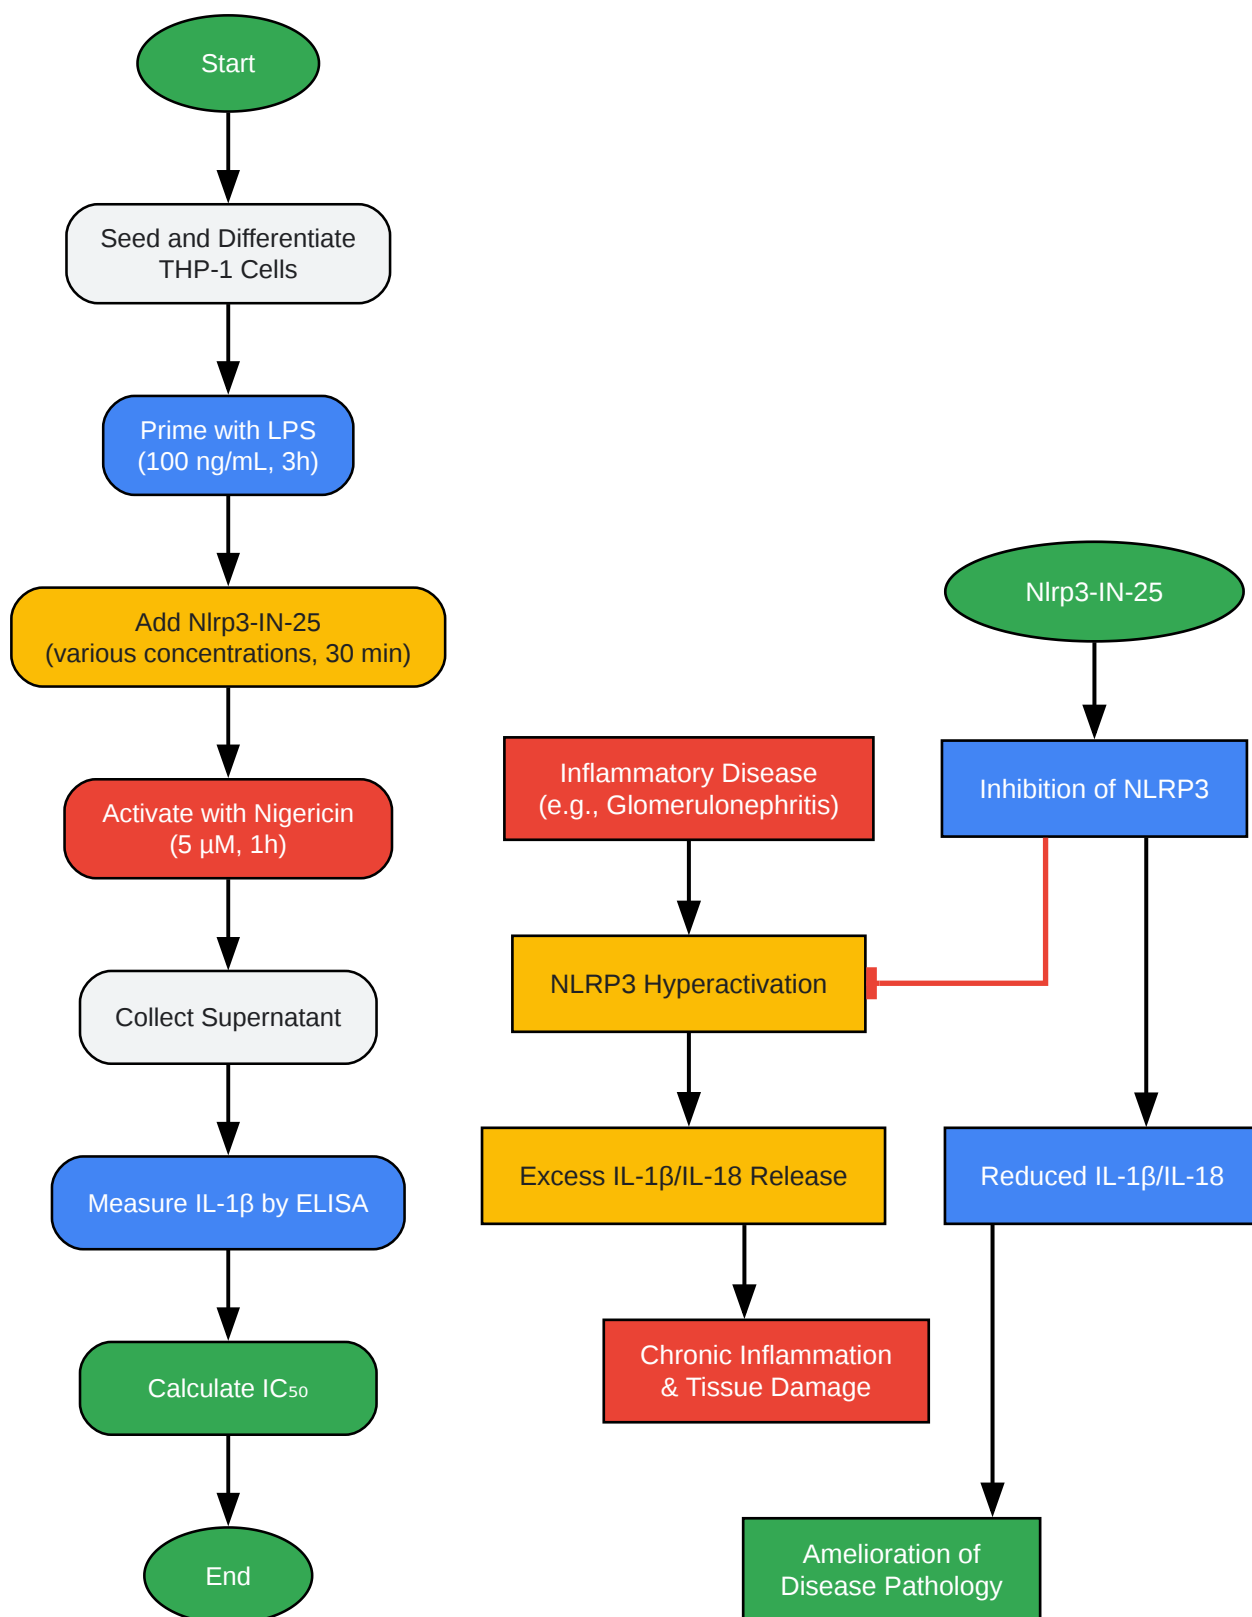 Start
Seed and Differentiate
THP-1 Cells
Prime with LPS
(100 ng/mL, 3h)
Add Nlrp3-IN-25
(various concentrations, 30 min)
Activate with Nigericin
(5 µM, 1h)
Collect Supernatant
Measure IL-1β by ELISA
Calculate IC₅₀
End
Inflammatory Disease
(e.g., Glomerulonephritis)
NLRP3 Hyperactivation
Excess IL-1β/IL-18 Release
Chronic Inflammation
& Tissue Damage
Nlrp3-IN-25
Inhibition of NLRP3
Reduced IL-1β/IL-18
Amelioration of
Disease Pathology